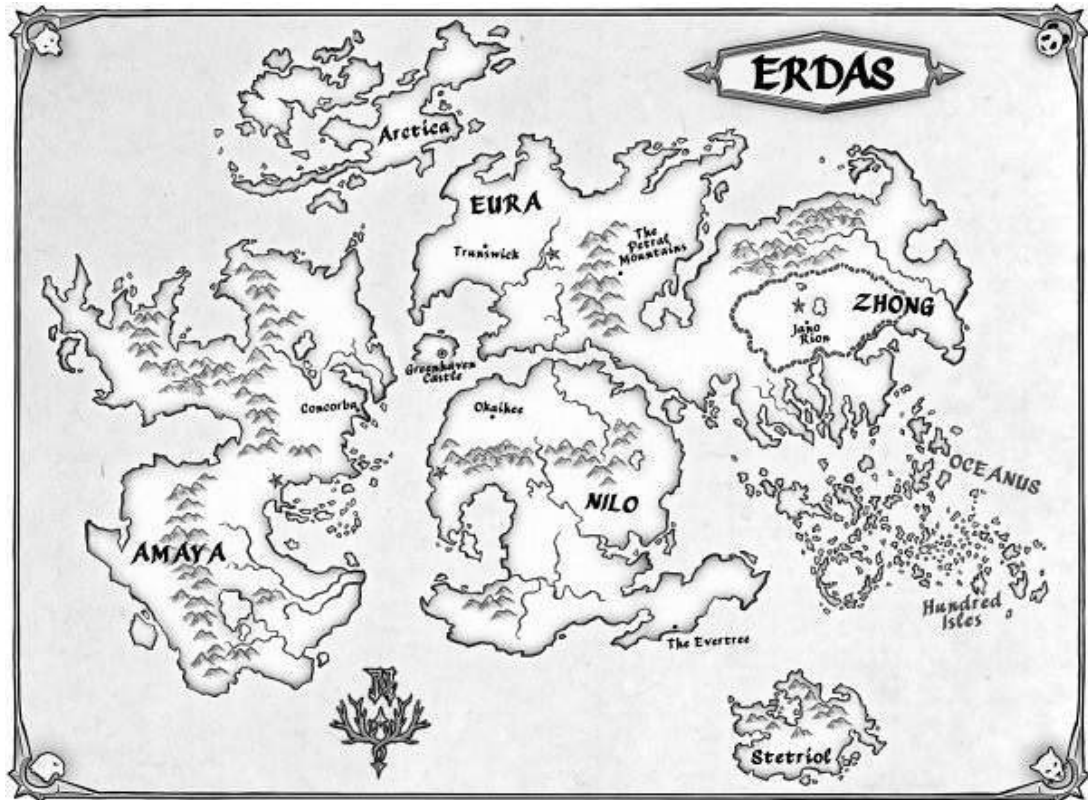 ERDAS
Arctica
EURA
Trunswick
The
Petral
Mountains
ZHONG
Jano
Rion
Greenhaven
Castle
Concorba
Okaihee
OCEANUS
NILO
AMAYA
Hundred
Isles
The Evertree
Stetriol
N